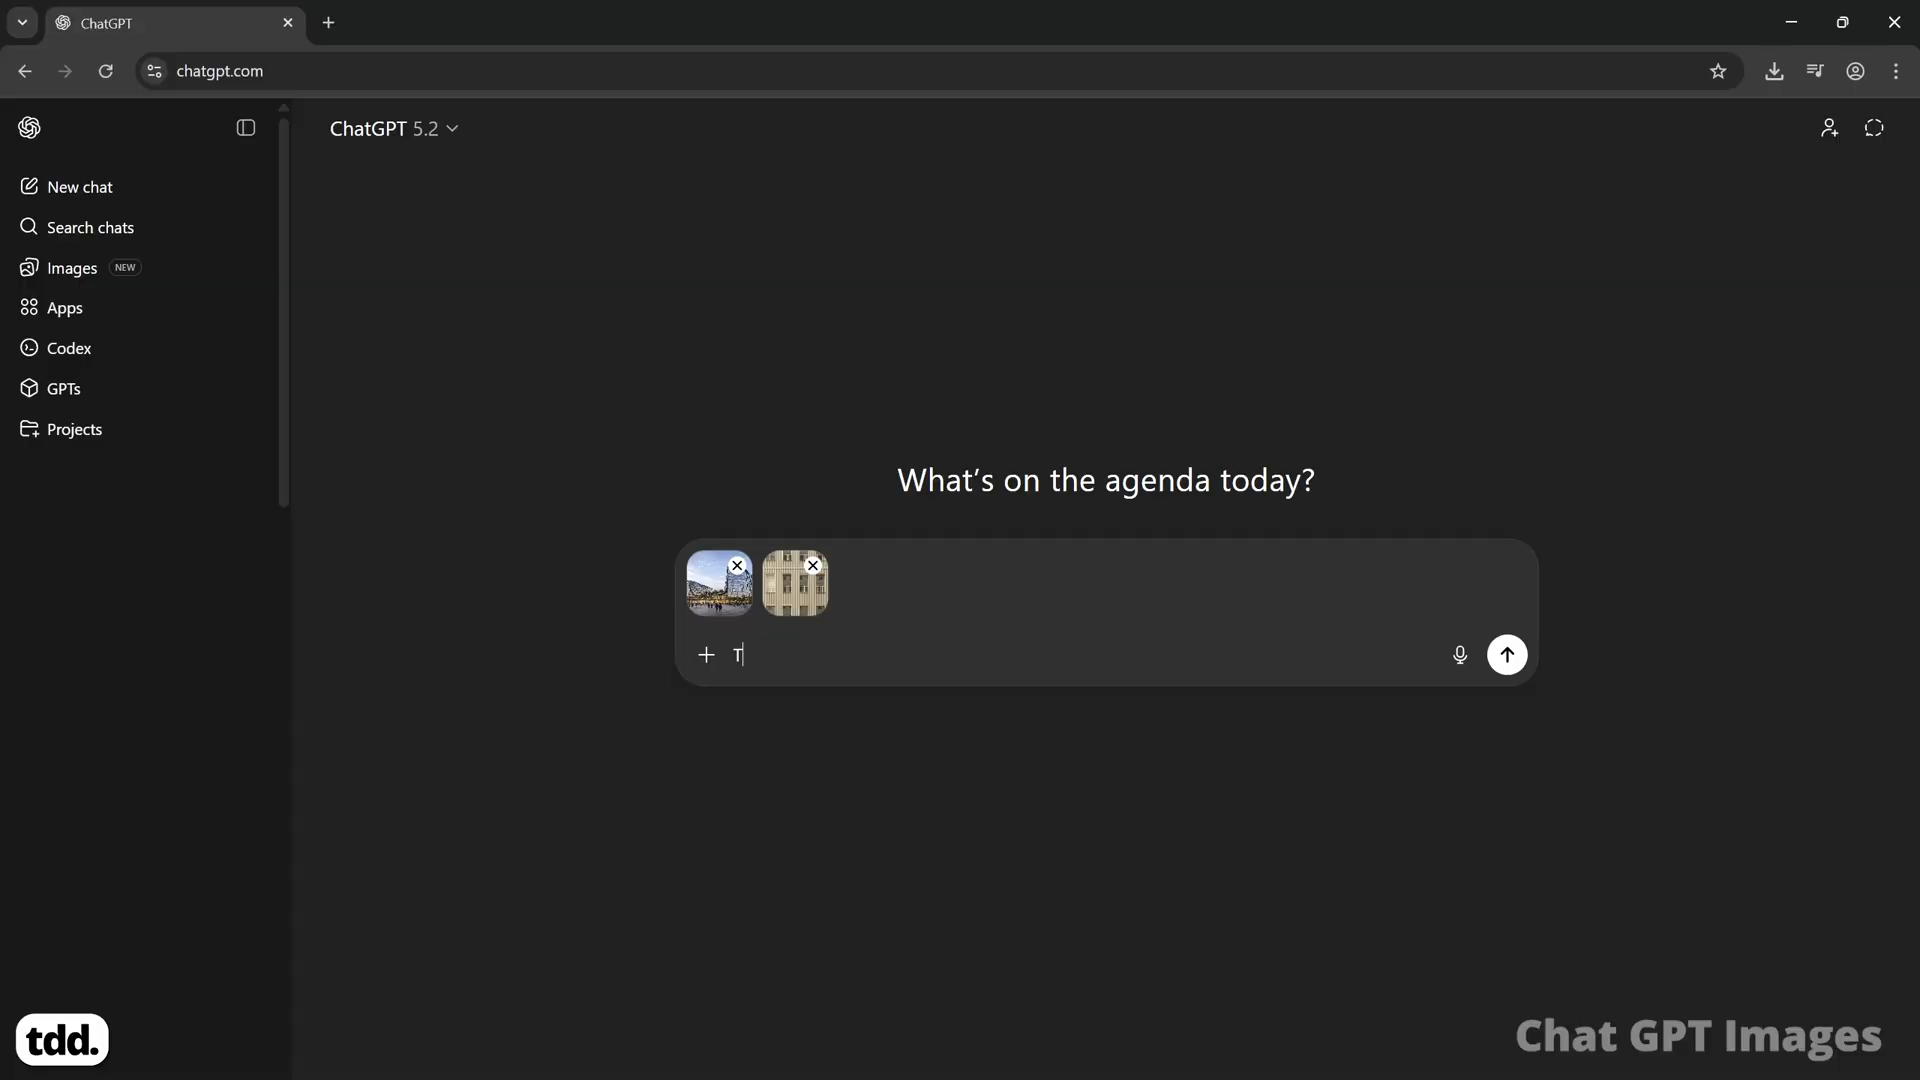 ChatGPT
chatgpt.com
ChatGPT 5.2
New chat
Search chats
Images NEW
Apps
Codex
GPTs
Projects
What's on the agenda today?
T
tdd.
Chat GPT Images